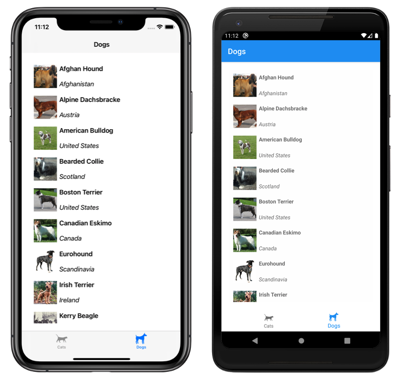 11:12
Dogs
Afghan Hound
Afghanistan
Alpine Dachsbracke
Austria
American Bulldog
United States
Bearded Collie
Scotland
Boston Terrier
United States
Canadian Eskimo
Canada
Eurohound
Scandinavia
Irish Terrier
Ireland
Kerry Beagle
Cats
Dogs
11:12
Dogs
Afghan Hound
Afghanistan
Alpine Dachsbracke
Austria
American Bulldog
United States
Bearded Collie
Scotland
Boston Terrier
United States
Canadian Eskimo
Canada
Eurohound
Scandinavia
Irish Terrier
Cats
Dogs